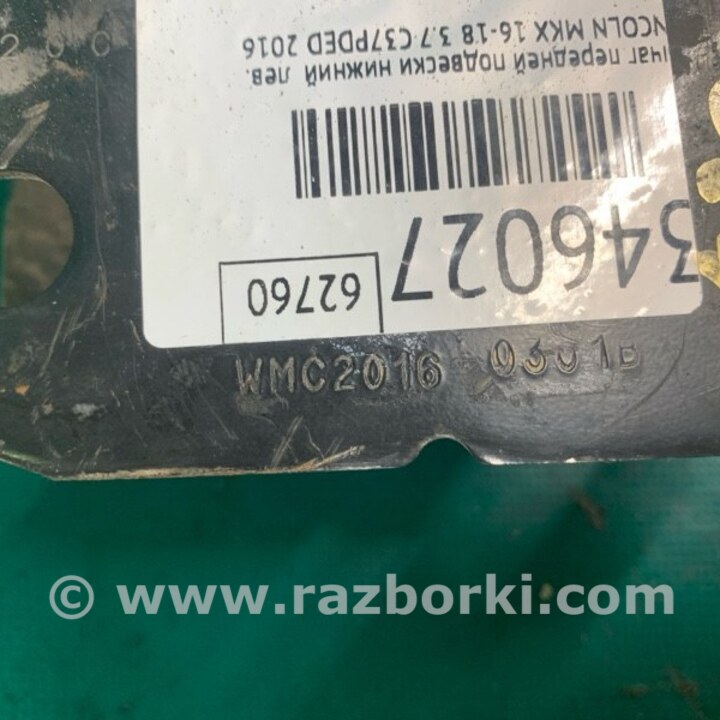 NCOLN MKX 16-18 3.7 C37PDED 2016
ычаг передней подвески нижний лев.
346027
62760
WMC2016 0301B
© www.razborki.com